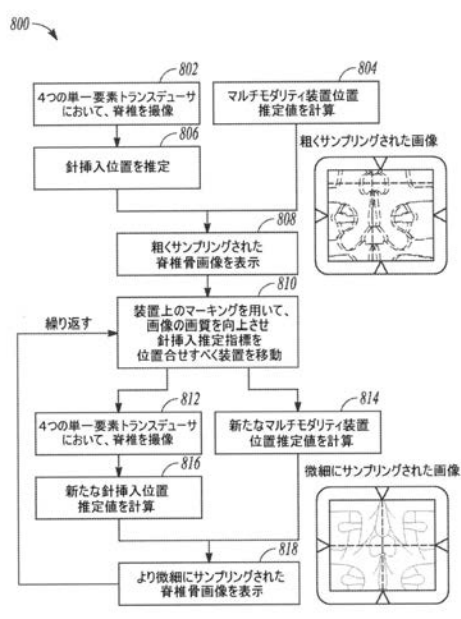 800
802
4つの単一要素トランスデューサ
において、脊椎を撮像
804
マルチモダリティ装置位置
推定値を計算
806
針挿入位置を推定
粗くサンプリングされた画像
808
粗くサンプリングされた
脊椎骨画像を表示
810
装置上のマーキングを用いて、
画像の画質を向上させ
針挿入推定指標を
位置合せすべく装置を移動
繰り返す
812
4つの単一要素トランスデューサ
において、脊椎を撮像
814
新たなマルチモダリティ装置
位置推定値を計算
816
新たな針挿入位置
推定値を計算
微細にサンプリングされた画像
818
より微細にサンプリングされた
脊椎骨画像を表示